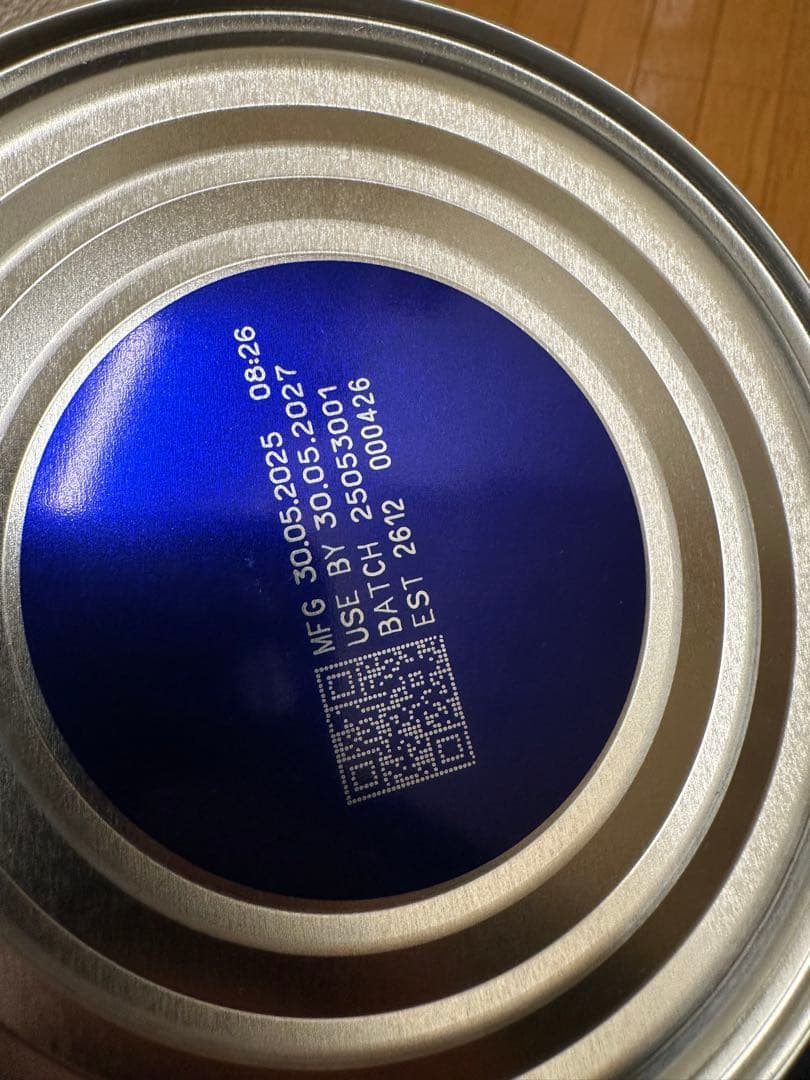 MFG 30.05.2025 08:26
USE BY 30.05.2027
BATCH 25053001
EST 2612 000426